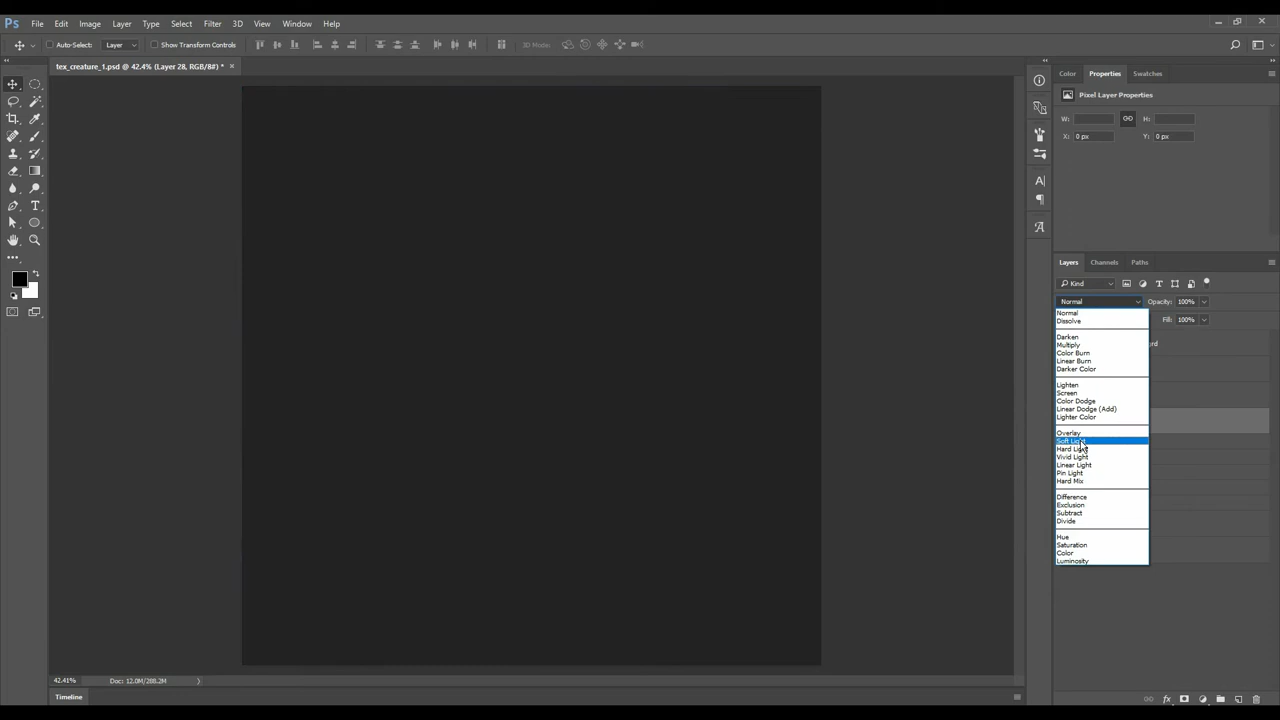 Ps File Edit Image Layer Type Select Filter 3D View Window Help
Auto-Select: Layer Show Transform Controls 3D Mode:
tex_creature_1.psd @ 42.4% (Layer 28, RGB/8#) * ×
Color Properties Swatches
Pixel Layer Properties
W: H:
X: 0 px Y: 0 px
Layers Channels Paths
Kind
Normal Opacity: 100%
Fill: 100%
Normal
Dissolve
Darken
Multiply
Color Burn
Linear Burn
Darker Color
Lighten
Screen
Color Dodge
Linear Dodge (Add)
Lighter Color
Overlay
Soft Light
Hard Light
Vivid Light
Linear Light
Pin Light
Hard Mix
Difference
Exclusion
Subtract
Divide
Hue
Saturation
Color
Luminosity
42.41% Doc: 12.0M/288.2M
Timeline